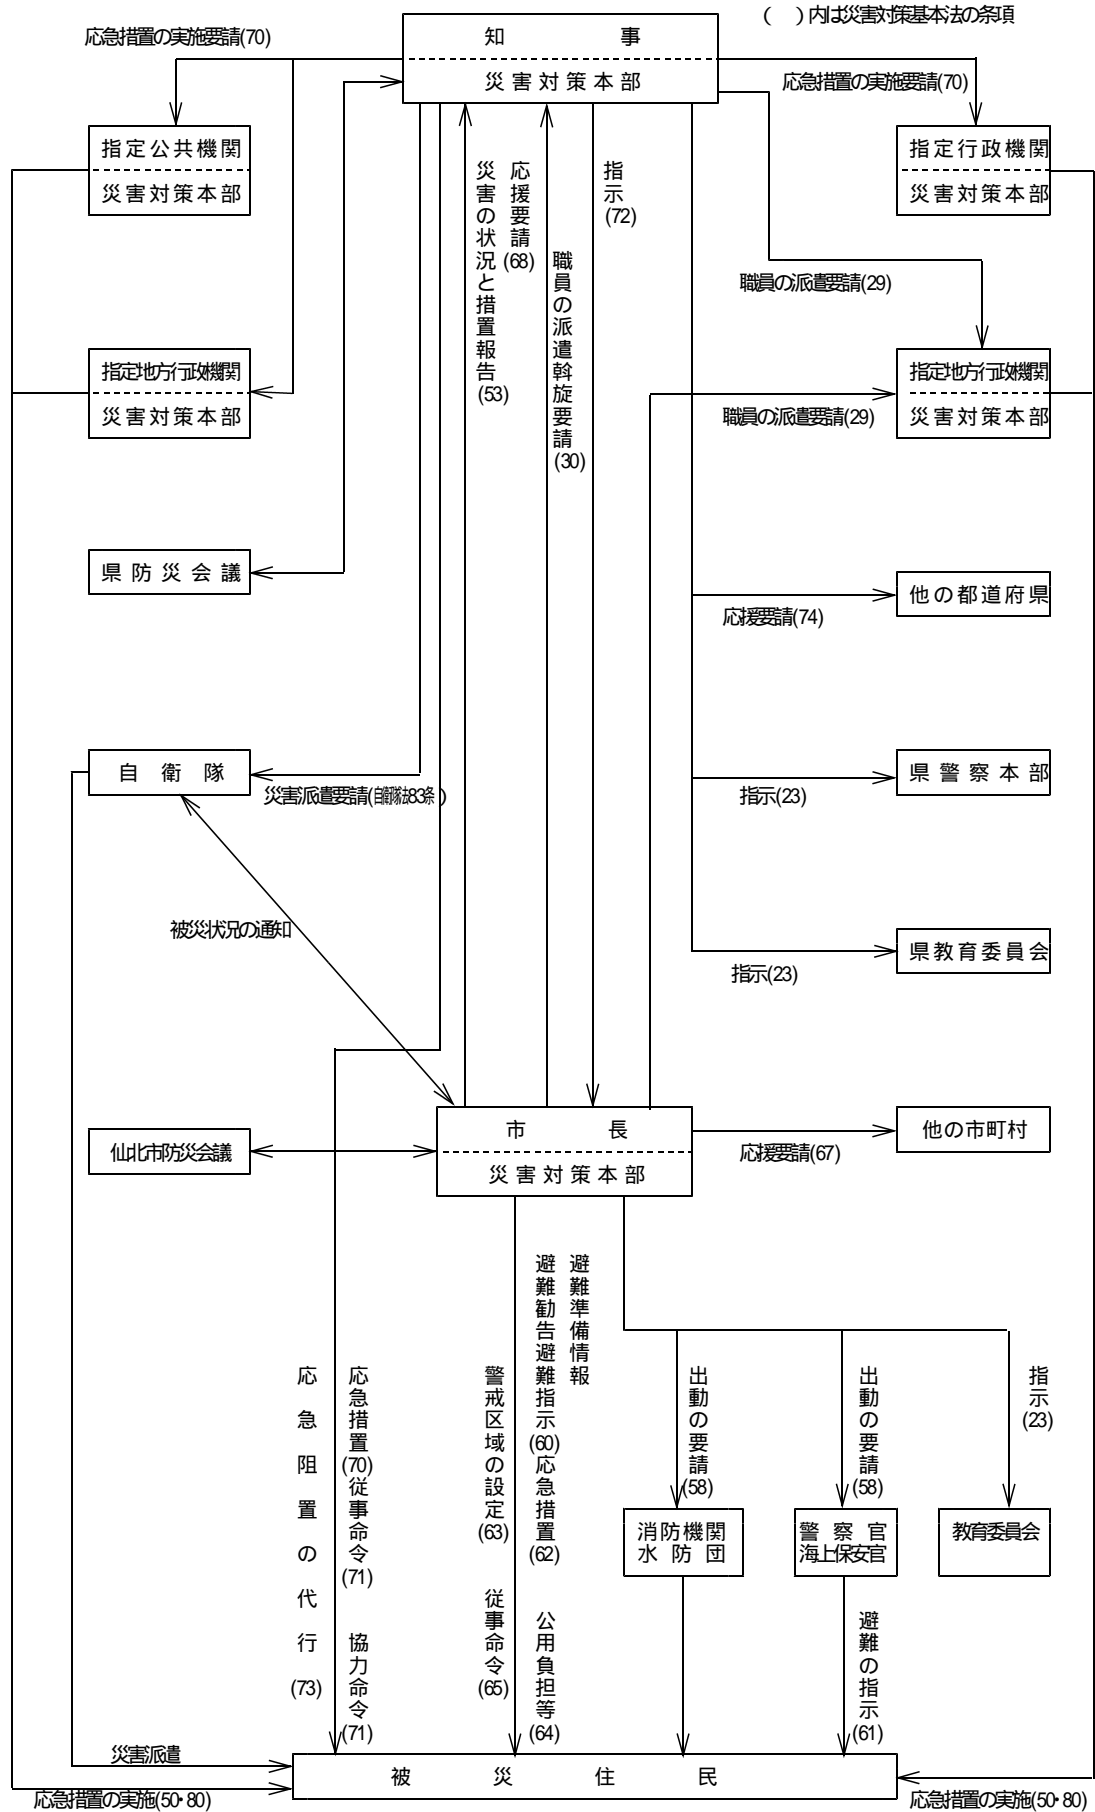 (　)内は災害対策基本法の条項
応急措置の実施要請(70)
知事
災害対策本部
応急措置の実施要請(70)
指定公共機関
災害対策本部
指定行政機関
災害対策本部
災害の状況と措置報告(53)
応援要請(68)
職員の派遣斡旋要請(30)
指示(72)
職員の派遣要請(29)
指定地方行政機関
災害対策本部
指定地方行政機関
災害対策本部
職員の派遣要請(29)
県防災会議
他の都道府県
応援要請(74)
自衛隊
災害派遣要請(自衛隊法83条)
県警察本部
指示(23)
被災状況の通知
県教育委員会
指示(23)
仙北市防災会議
市長
災害対策本部
他の市町村
応援要請(67)
応急阻置の代行(73)
応急措置(70)従事命令(71)　協力命令(71)
警戒区域の設定(63)　従事命令(65)
避難勧告避難指示(60)応急措置(62)　公用負担等(64)
避難準備情報
出動の要請(58)
出動の要請(58)
指示(23)
消防機関
水防団
警察官
海上保安官
教育委員会
避難の指示(61)
災害派遣
被災住民
応急措置の実施(50・80)
応急措置の実施(50・80)